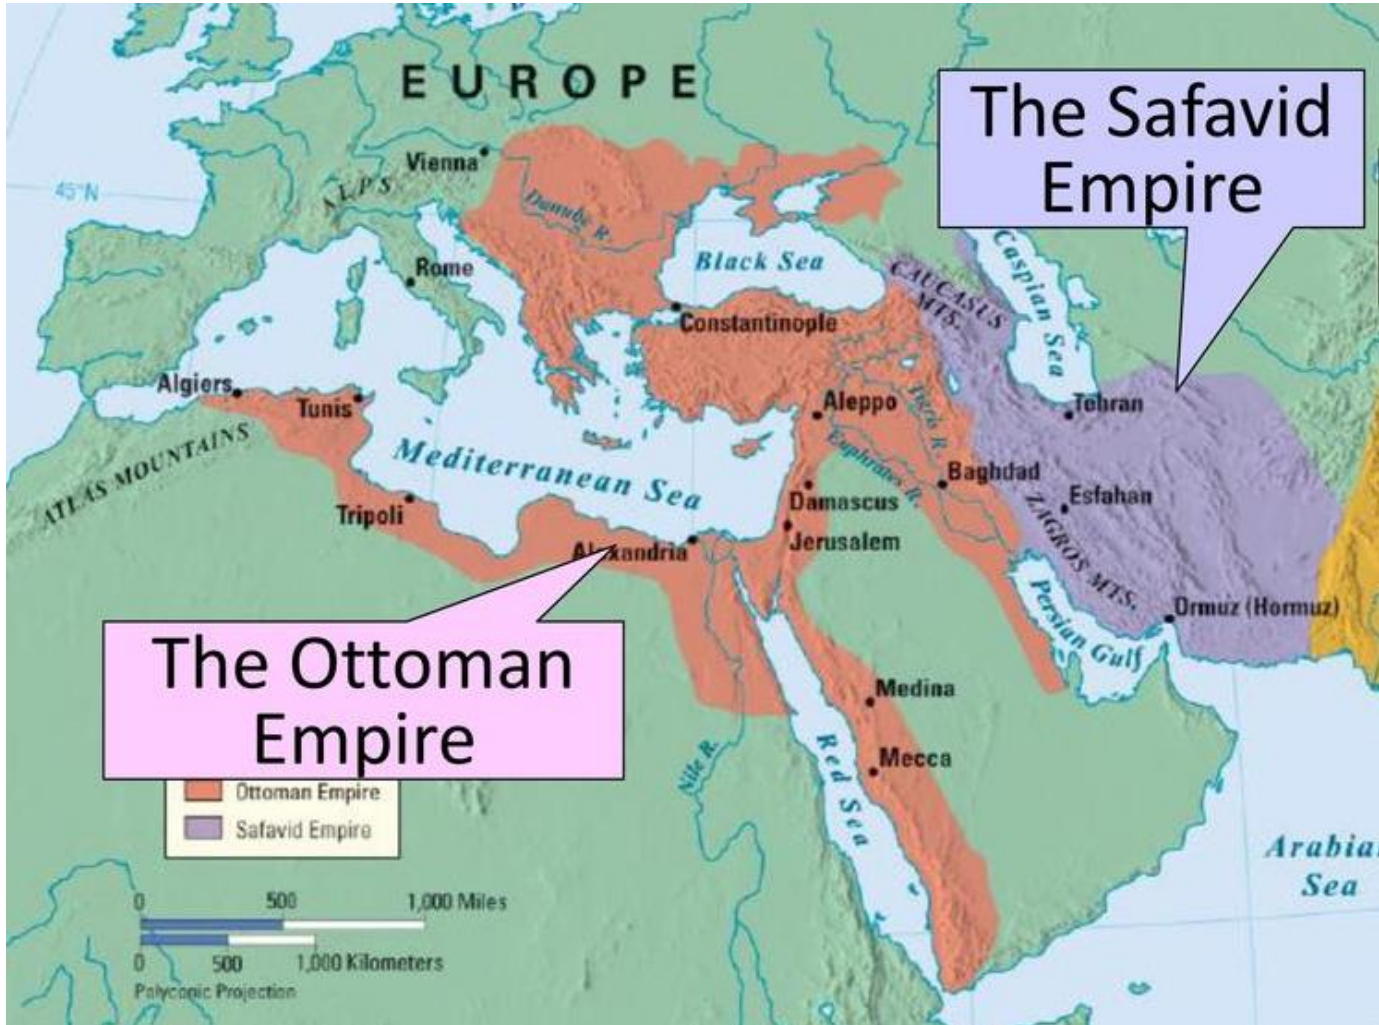 EUROPE
The Safavid
Empire
Vienna
ALPS
45°N
Danube R.
Rome
Black Sea
CAUCASUS
MTS.
Caspian Sea
Constantinople
Algiers
Tunis
Aleppo
Tigris R.
Tehran
ATLAS MOUNTAINS
Mediterranean Sea
Euphrates R.
Baghdad
Esfahan
Damascus
ZAGROS MTS.
Tripoli
Alexandria
Jerusalem
Persian Gulf
Ormuz (Hormuz)
The Ottoman
Empire
Medina
Nile R.
Red Sea
Mecca
Ottoman Empire
Safavid Empire
Arabia
Sea
0 500 1,000 Miles
0 500 1,000 Kilometers
Polyconic Projection